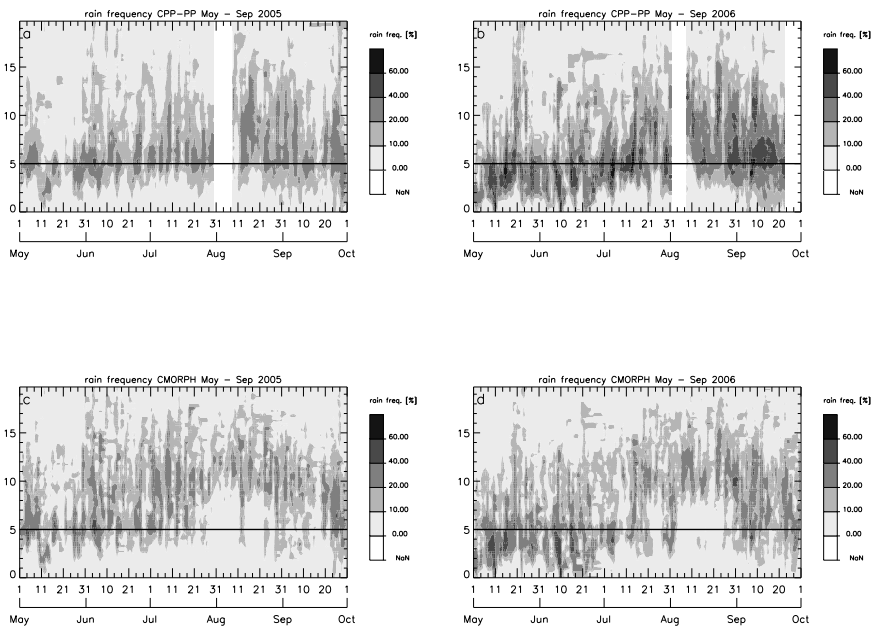 rain frequency CPP-PP May - Sep 2005
a
15
10
5
0
1 11 21 31 10 20 1 11 21 31 11 21 31 10 20 1
May Jun Jul Aug Sep Oct
rain freq. [%]
60.00
40.00
20.00
10.00
0.00
NaN
rain frequency CPP-PP May - Sep 2006
b
15
10
5
0
1 11 21 31 10 20 1 11 21 31 11 21 31 10 20 1
May Jun Jul Aug Sep Oct
rain freq. [%]
60.00
40.00
20.00
10.00
0.00
NaN
rain frequency CMORPH May - Sep 2005
c
15
10
5
0
1 11 21 31 10 20 1 11 21 31 11 21 31 10 20 1
May Jun Jul Aug Sep Oct
rain freq. [%]
60.00
40.00
20.00
10.00
0.00
NaN
rain frequency CMORPH May - Sep 2006
d
15
10
5
0
1 11 21 31 10 20 1 11 21 31 11 21 31 10 20 1
May Jun Jul Aug Sep Oct
rain freq. [%]
60.00
40.00
20.00
10.00
0.00
NaN